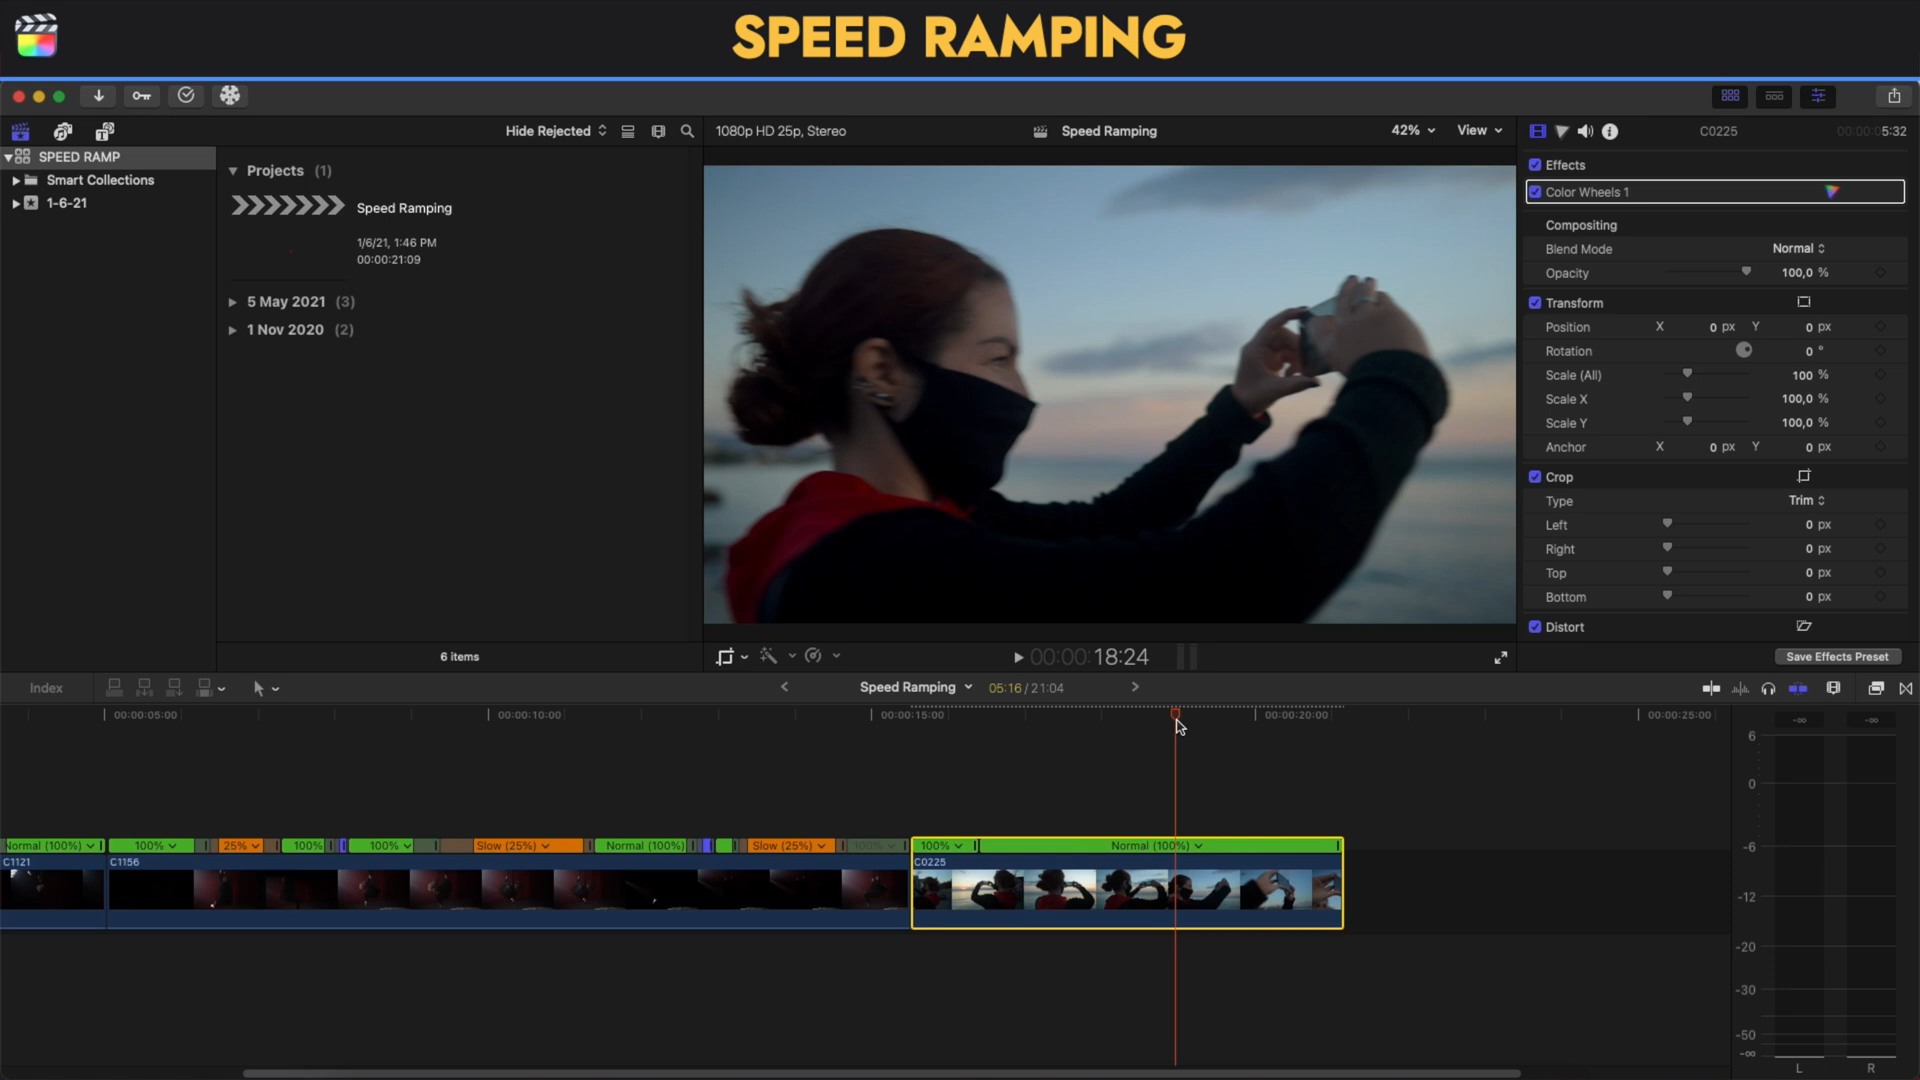 SPEED RAMPING
Hide Rejected
1080p HD 25p, Stereo
Speed Ramping
42%
View
C0225
00:00:05:32
SPEED RAMP
Smart Collections
1-6-21
Projects (1)
Speed Ramping
1/6/21, 1:46 PM
00:00:21:09
5 May 2021 (3)
1 Nov 2020 (2)
6 items
Effects
Color Wheels 1
Compositing
Blend Mode Normal
Opacity 100,0 %
Transform
Position X 0 px Y 0 px
Rotation 0 °
Scale (All) 100 %
Scale X 100,0 %
Scale Y 100,0 %
Anchor X 0 px Y 0 px
Crop
Type Trim
Left 0 px
Right 0 px
Top 0 px
Bottom 0 px
Distort
Save Effects Preset
00:00:18:24
Index
Speed Ramping
05:16 / 21:04
00:00:05:00 00:00:10:00 00:00:15:00 00:00:20:00 00:00:25:00
Normal (100%) 100% 25% 100% 100% Slow (25%) Normal (100%) Slow (25%) 100% 100% Normal (100%)
C1121 C1156 C0225
-∞ -∞
6
0
-6
-12
-20
-30
-50
-∞
L R